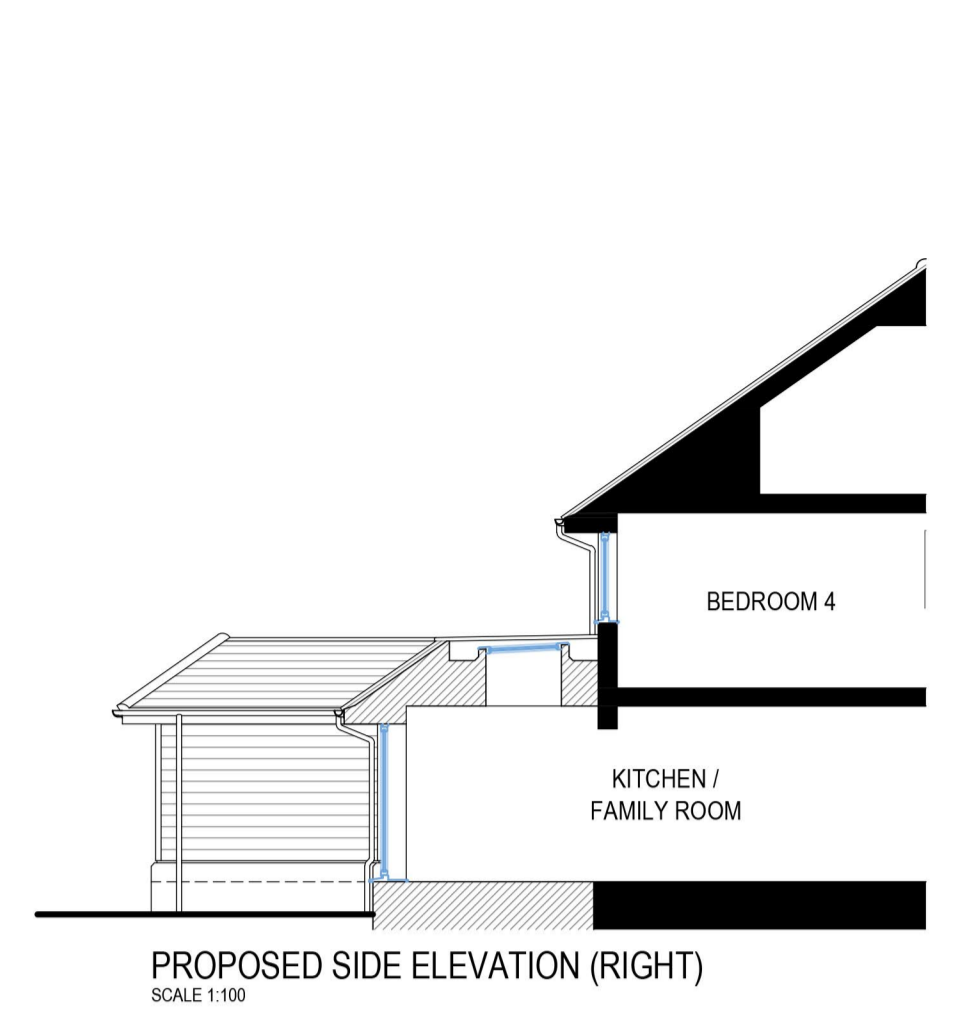 BEDROOM 4
KITCHEN /
FAMILY ROOM
PROPOSED SIDE ELEVATION (RIGHT)
SCALE 1:100